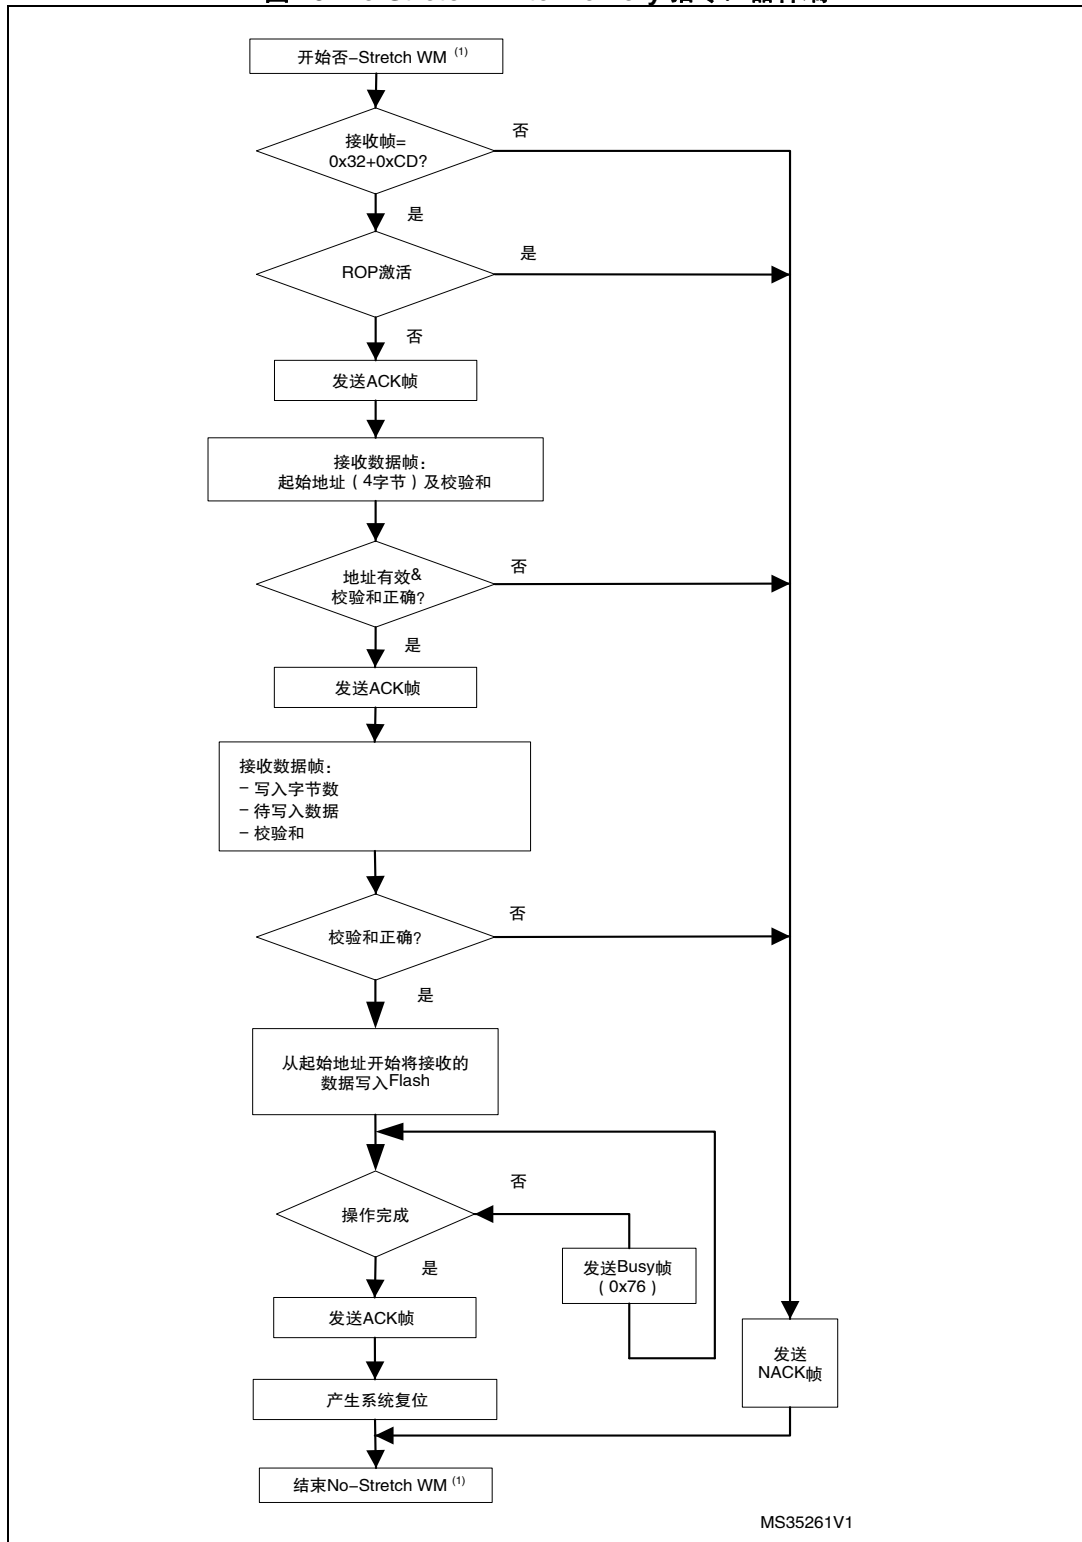 开始否–Stretch WM (1)
接收帧=
0x32+0xCD?
否
是
ROP激活
是
否
发送ACK帧
接收数据帧：
起始地址（4字节）及校验和
地址有效&
校验和正确?
否
是
发送ACK帧
接收数据帧：
– 写入字节数
– 待写入数据
– 校验和
校验和正确?
否
是
从起始地址开始将接收的
数据写入Flash
操作完成
否
是
发送Busy帧
（0x76）
发送ACK帧
发送
NACK帧
产生系统复位
结束No–Stretch WM (1)
MS35261V1